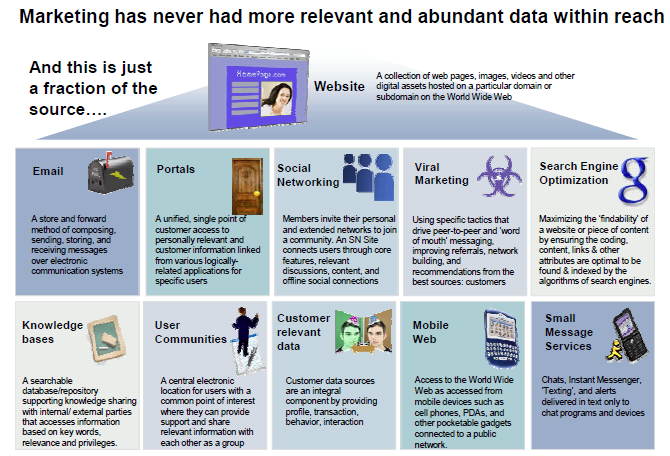 Marketing has never had more relevant and abundant data within reach
And this is just
a fraction of the
source….
HomePage.com
Website
A collection of web pages, images, videos and other
digital assets hosted on a particular domain or
subdomain on the World Wide Web
Email
A store and forward
method of composing,
sending, storing, and
receiving messages
over electronic
communication systems
Portals
A unified, single point of
customer access to
personally relevant and
customer information linked
from various logically-
related applications for
specific users
Social
Networking
Members invite their personal
and extended networks to join
a community. An SN Site
connects users through core
features, relevant
discussions, content, and
offline social connections
Viral
Marketing
Using specific tactics that
drive peer-to-peer and 'word
of mouth' messaging,
improving referrals, network
building, and
recommendations from the
best sources: customers
Search Engine
Optimization
g
Maximizing the 'findability' of
a website or piece of content
by ensuring the coding,
content, links & other
attributes are optimal to be
found & indexed by the
algorithms of search engines.
Knowledge
bases
A searchable
database/repository
supporting knowledge sharing
with internal/ external parties
that accesses information
based on key words,
relevance and privileges.
User
Communities
A central electronic
location for users with a
common point of interest
where they can provide
support and share
relevant information with
each other as a group
Customer
relevant
data
Customer data sources
are an integral
component by providing
profile, transaction,
behavior, interaction
Mobile
Web
Access to the World Wide
Web as accessed from
mobile devices such as
cell phones, PDAs, and
other pocketable gadgets
connected to a public
network.
Small
Message
Services
Chats, Instant Messenger,
'Texting', and alerts
delivered in text only to
chat programs and devices